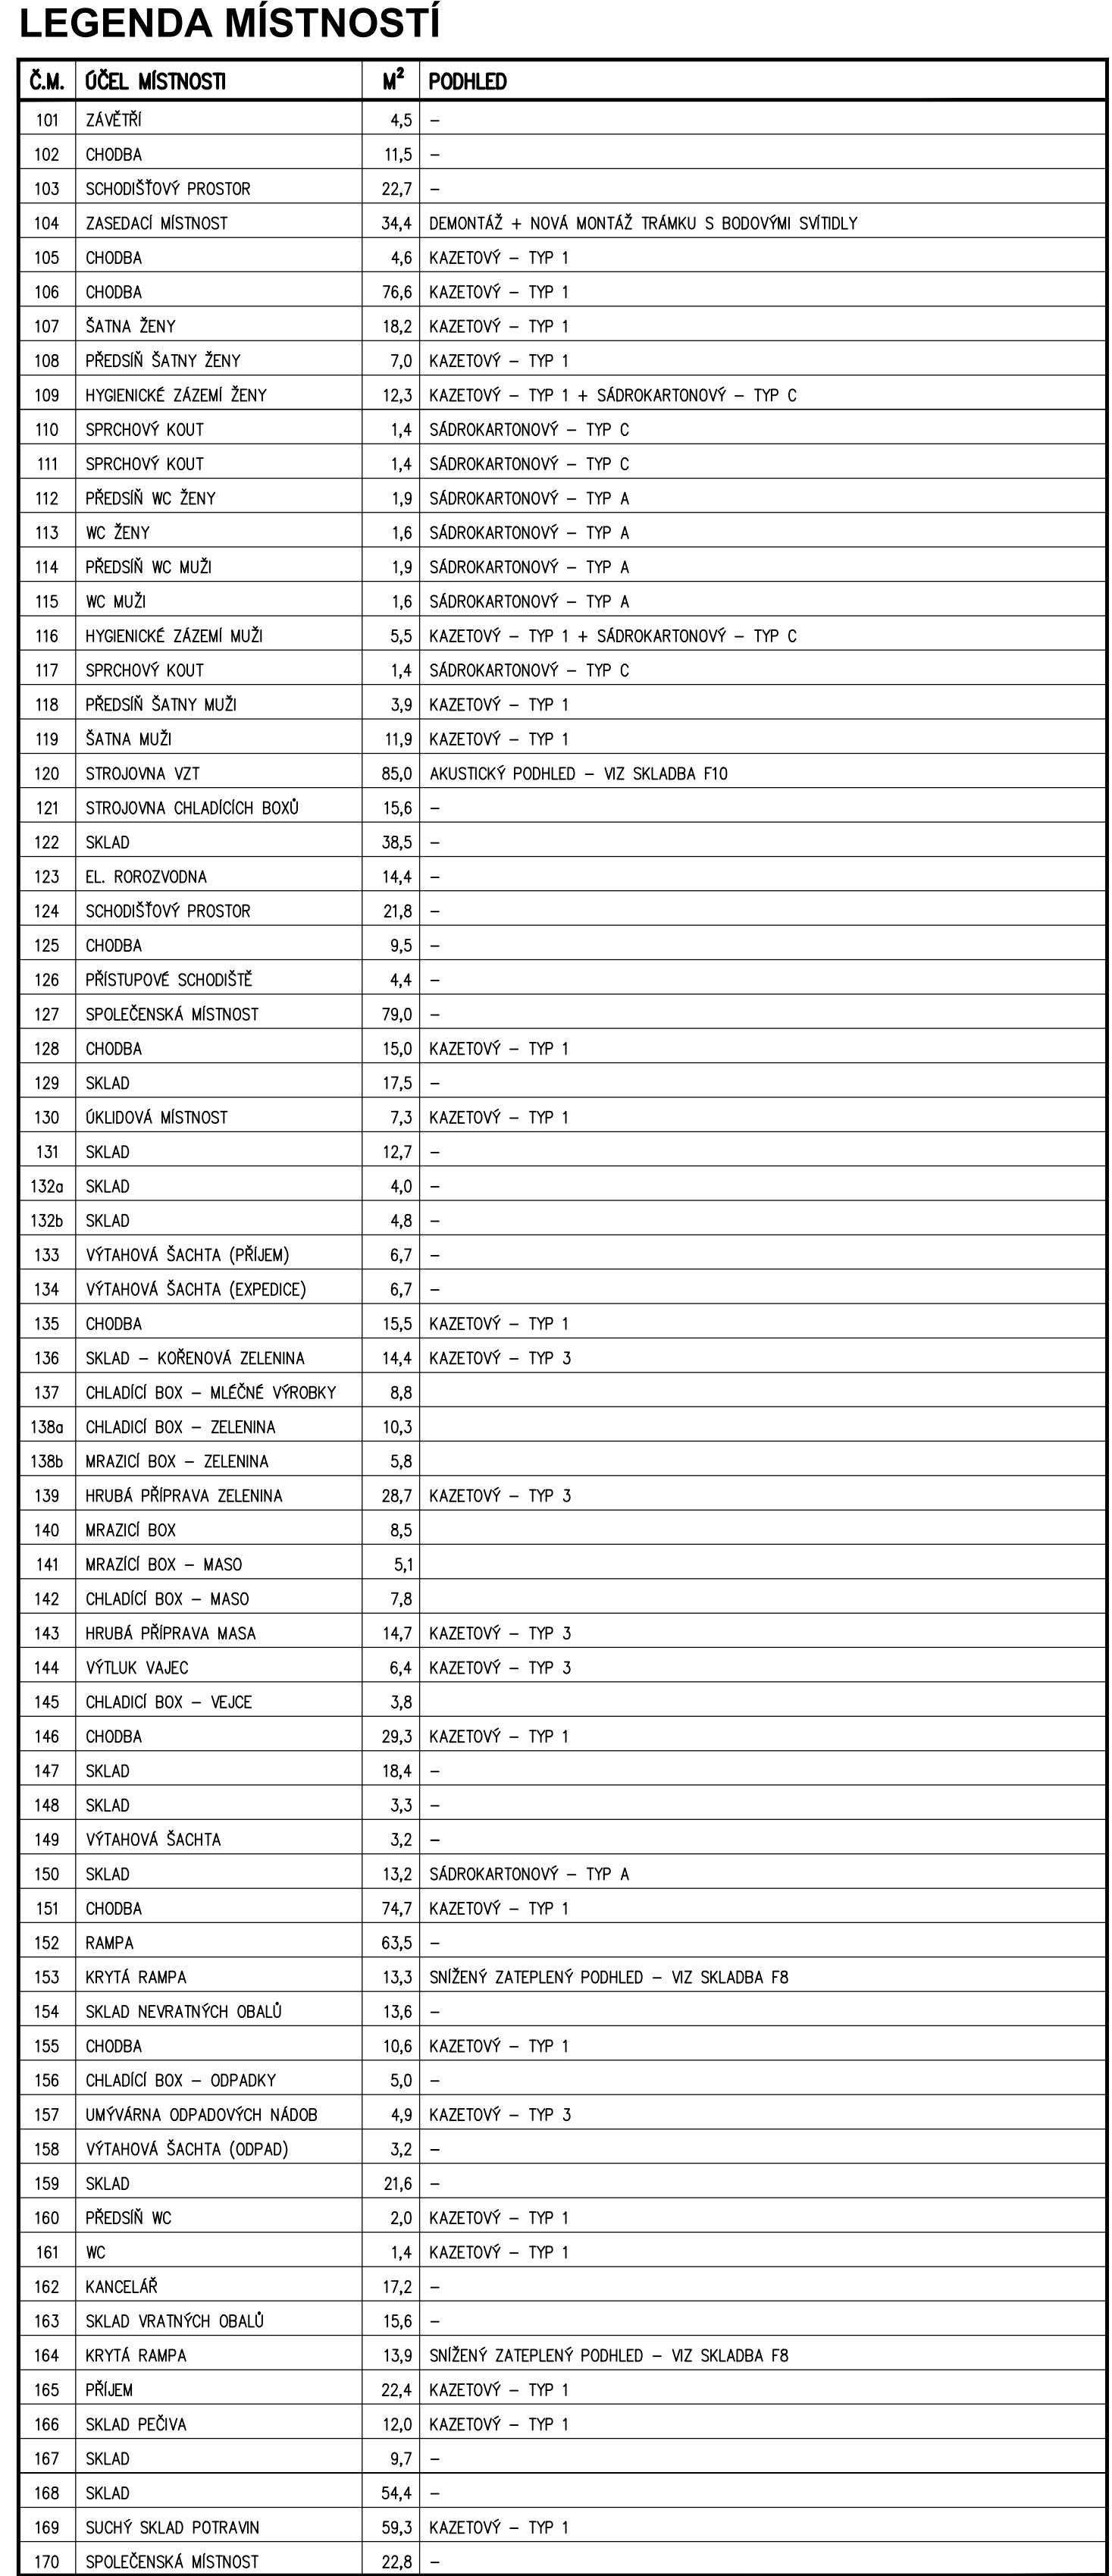 LEGENDA MÍSTNOSTÍ
Č.M. ÚČEL MÍSTNOSTI M² PODHLED
101 ZÁVĚTŘÍ 4,5 –
102 CHODBA 11,5 –
103 SCHODIŠŤOVÝ PROSTOR 22,7 –
104 ZASEDACÍ MÍSTNOST 34,4 DEMONTÁŽ + NOVÁ MONTÁŽ TRÁMKU S BODOVÝMI SVÍTIDLY
105 CHODBA 4,6 KAZETOVÝ – TYP 1
106 CHODBA 76,6 KAZETOVÝ – TYP 1
107 ŠATNA ŽENY 18,2 KAZETOVÝ – TYP 1
108 PŘEDSÍŇ ŠATNY ŽENY 7,0 KAZETOVÝ – TYP 1
109 HYGIENICKÉ ZÁZEMÍ ŽENY 12,3 KAZETOVÝ – TYP 1 + SÁDROKARTONOVÝ – TYP C
110 SPRCHOVÝ KOUT 1,4 SÁDROKARTONOVÝ – TYP C
111 SPRCHOVÝ KOUT 1,4 SÁDROKARTONOVÝ – TYP C
112 PŘEDSÍŇ WC ŽENY 1,9 SÁDROKARTONOVÝ – TYP A
113 WC ŽENY 1,6 SÁDROKARTONOVÝ – TYP A
114 PŘEDSÍŇ WC MUŽI 1,9 SÁDROKARTONOVÝ – TYP A
115 WC MUŽI 1,6 SÁDROKARTONOVÝ – TYP A
116 HYGIENICKÉ ZÁZEMÍ MUŽI 5,5 KAZETOVÝ – TYP 1 + SÁDROKARTONOVÝ – TYP C
117 SPRCHOVÝ KOUT 1,4 SÁDROKARTONOVÝ – TYP C
118 PŘEDSÍŇ ŠATNY MUŽI 3,9 KAZETOVÝ – TYP 1
119 ŠATNA MUŽI 11,9 KAZETOVÝ – TYP 1
120 STROJOVNA VZT 85,0 AKUSTICKÝ PODHLED – VIZ SKLADBA F10
121 STROJOVNA CHLADÍCÍCH BOXŮ 15,6 –
122 SKLAD 38,5 –
123 EL. ROROZVODNA 14,4 –
124 SCHODIŠŤOVÝ PROSTOR 21,8 –
125 CHODBA 9,5 –
126 PŘÍSTUPOVÉ SCHODIŠTĚ 4,4 –
127 SPOLEČENSKÁ MÍSTNOST 79,0 –
128 CHODBA 15,0 KAZETOVÝ – TYP 1
129 SKLAD 17,5 –
130 ÚKLIDOVÁ MÍSTNOST 7,3 KAZETOVÝ – TYP 1
131 SKLAD 12,7 –
132a SKLAD 4,0 –
132b SKLAD 4,8 –
133 VÝTAHOVÁ ŠACHTA (PŘÍJEM) 6,7 –
134 VÝTAHOVÁ ŠACHTA (EXPEDICE) 6,7 –
135 CHODBA 15,5 KAZETOVÝ – TYP 1
136 SKLAD – KOŘENOVÁ ZELENINA 14,4 KAZETOVÝ – TYP 3
137 CHLADÍCÍ BOX – MLÉČNÉ VÝROBKY 8,8
138a CHLADICÍ BOX – ZELENINA 10,3
138b MRAZICÍ BOX – ZELENINA 5,8
139 HRUBÁ PŘÍPRAVA ZELENINA 28,7 KAZETOVÝ – TYP 3
140 MRAZICÍ BOX 8,5
141 MRAZÍCÍ BOX – MASO 5,1
142 CHLADÍCÍ BOX – MASO 7,8
143 HRUBÁ PŘÍPRAVA MASA 14,7 KAZETOVÝ – TYP 3
144 VÝTLUK VAJEC 6,4 KAZETOVÝ – TYP 3
145 CHLADICÍ BOX – VEJCE 3,8
146 CHODBA 29,3 KAZETOVÝ – TYP 1
147 SKLAD 18,4 –
148 SKLAD 3,3 –
149 VÝTAHOVÁ ŠACHTA 3,2 –
150 SKLAD 13,2 SÁDROKARTONOVÝ – TYP A
151 CHODBA 74,7 KAZETOVÝ – TYP 1
152 RAMPA 63,5 –
153 KRYTÁ RAMPA 13,3 SNÍŽENÝ ZATEPLENÝ PODHLED – VIZ SKLADBA F8
154 SKLAD NEVRATNÝCH OBALŮ 13,6 –
155 CHODBA 10,6 KAZETOVÝ – TYP 1
156 CHLADÍCÍ BOX – ODPADKY 5,0 –
157 UMÝVÁRNA ODPADOVÝCH NÁDOB 4,9 KAZETOVÝ – TYP 3
158 VÝTAHOVÁ ŠACHTA (ODPAD) 3,2 –
159 SKLAD 21,6 –
160 PŘEDSÍŇ WC 2,0 KAZETOVÝ – TYP 1
161 WC 1,4 KAZETOVÝ – TYP 1
162 KANCELÁŘ 17,2 –
163 SKLAD VRATNÝCH OBALŮ 15,6 –
164 KRYTÁ RAMPA 13,9 SNÍŽENÝ ZATEPLENÝ PODHLED – VIZ SKLADBA F8
165 PŘÍJEM 22,4 KAZETOVÝ – TYP 1
166 SKLAD PEČIVA 12,0 KAZETOVÝ – TYP 1
167 SKLAD 9,7 –
168 SKLAD 54,4 –
169 SUCHÝ SKLAD POTRAVIN 59,3 KAZETOVÝ – TYP 1
170 SPOLEČENSKÁ MÍSTNOST 22,8 –